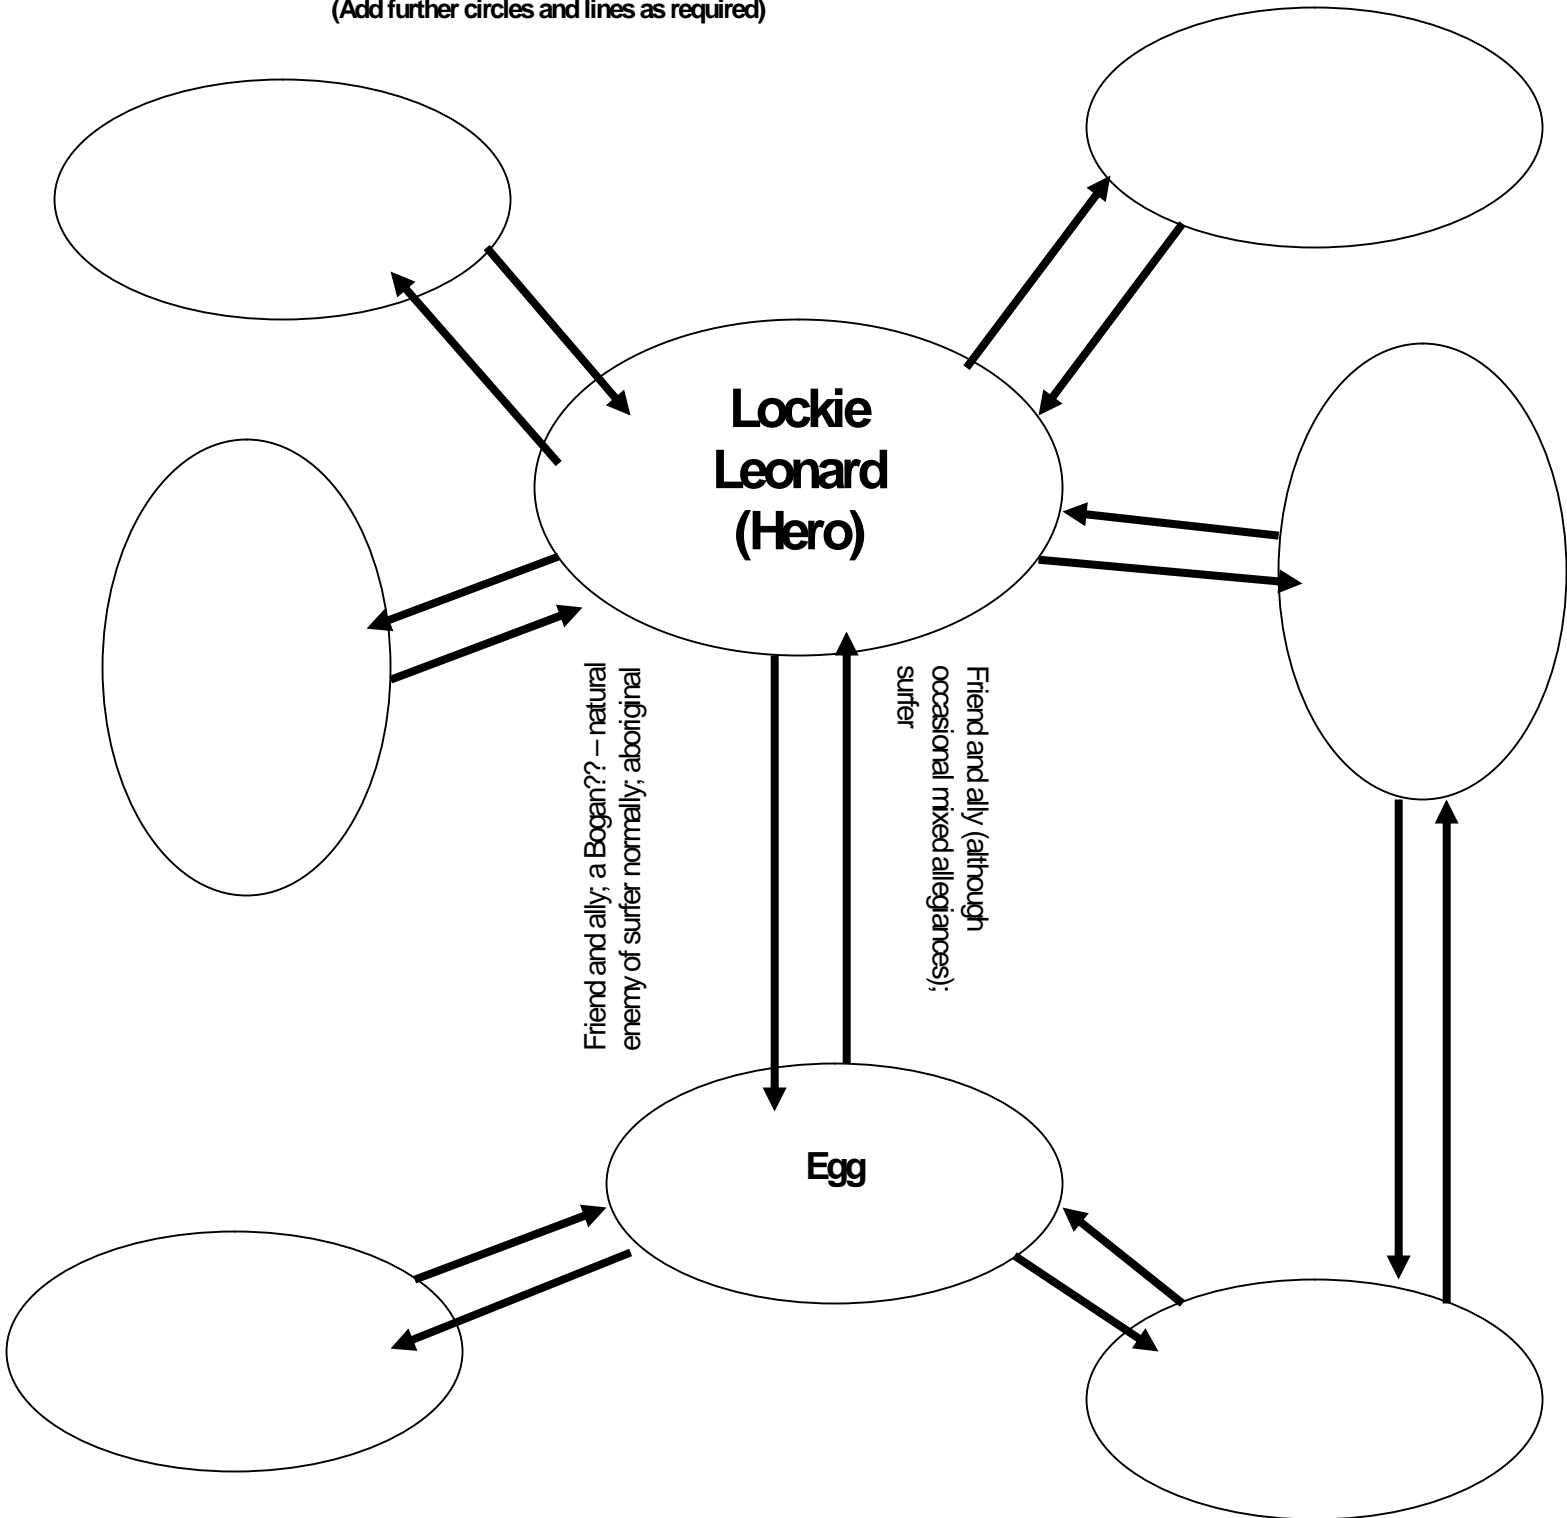 (Add further circles and lines as required)
Lockie
Leonard
(Hero)
Friend and ally; a Bogan?? – natural
enemy of surfer normally; aboriginal
Friend and ally (although
occasional mixed allegiances);
surfer
Egg